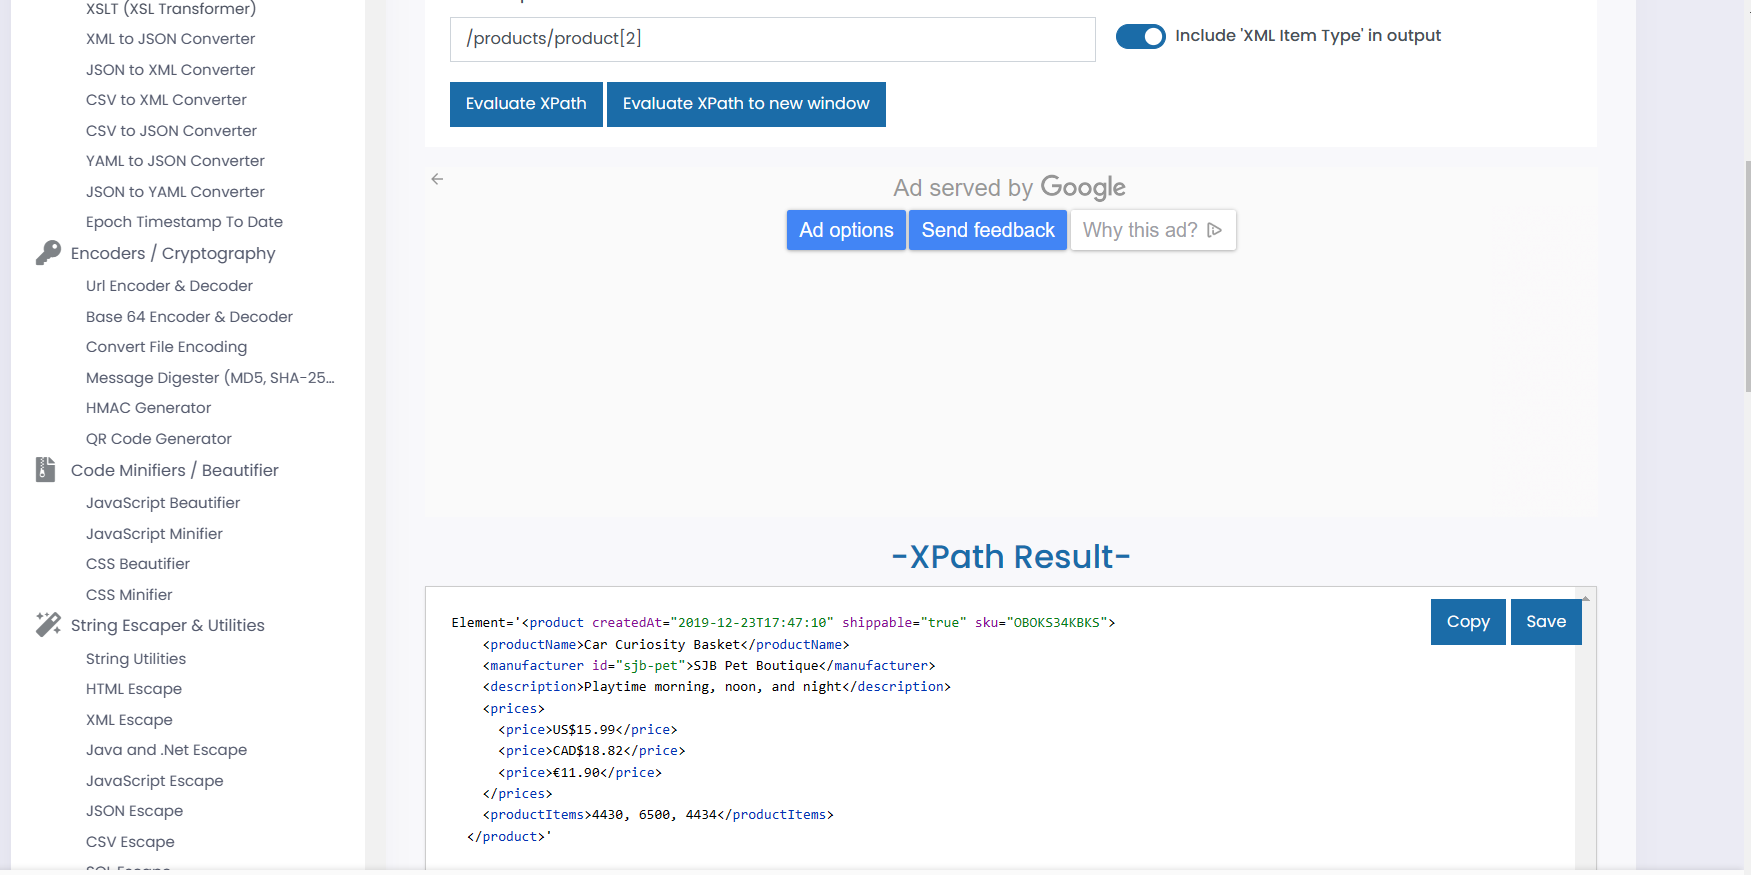 XSLT (XSL Transformer)
XML to JSON Converter
JSON to XML Converter
CSV to XML Converter
CSV to JSON Converter
YAML to JSON Converter
JSON to YAML Converter
Epoch Timestamp To Date
Encoders / Cryptography
Url Encoder & Decoder
Base 64 Encoder & Decoder
Convert File Encoding
Message Digester (MD5, SHA-25...
HMAC Generator
QR Code Generator
Code Minifiers / Beautifier
JavaScript Beautifier
JavaScript Minifier
CSS Beautifier
CSS Minifier
String Escaper & Utilities
String Utilities
HTML Escape
XML Escape
Java and .Net Escape
JavaScript Escape
JSON Escape
CSV Escape
/products/product[2]
Include 'XML Item Type' in output
Evaluate XPath
Evaluate XPath to new window
Ad served by Google
Ad options
Send feedback
Why this ad?
-XPath Result-
Copy
Save
Element='<product createdAt="2019-12-23T17:47:10" shippable="true" sku="OBOKS34KBKS">
<productName>Car Curiosity Basket</productName>
<manufacturer id="sjb-pet">SJB Pet Boutique</manufacturer>
<description>Playtime morning, noon, and night</description>
<prices>
<price>US$15.99</price>
<price>CAD$18.82</price>
<price>€11.90</price>
</prices>
<productItems>4430, 6500, 4434</productItems>
</product>'